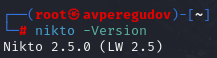 ┌──(root㉿avperegudov)-[~]
└─# nikto -Version
Nikto 2.5.0 (LW 2.5)